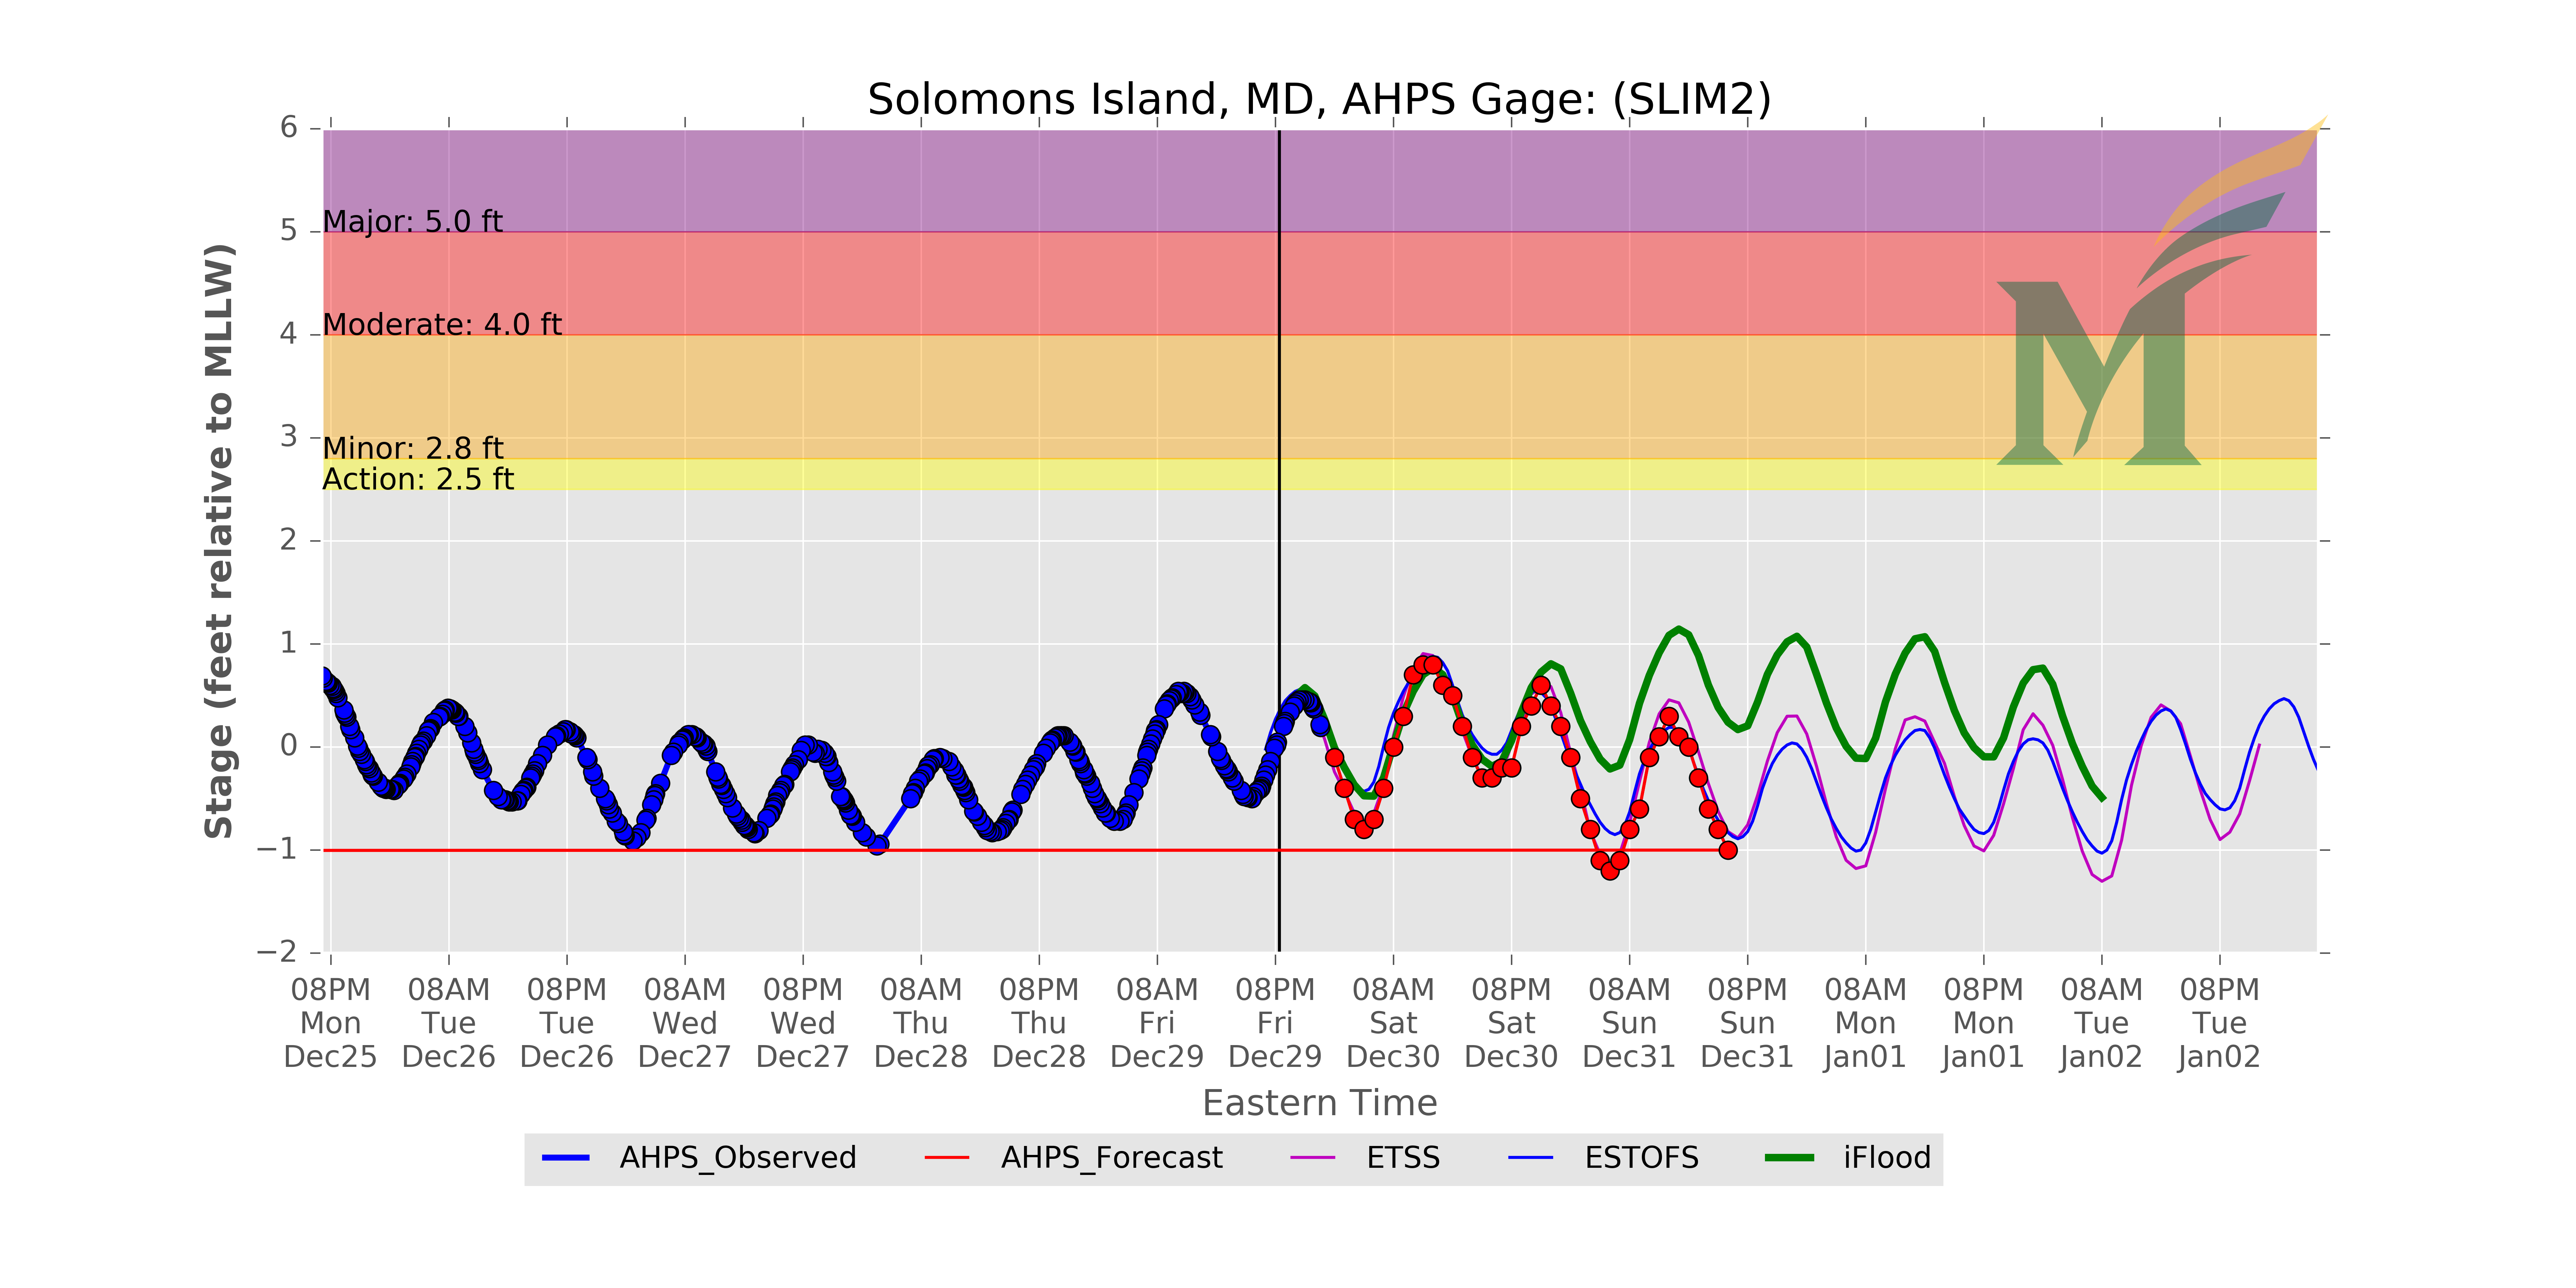 Solomons Island, MD, AHPS Gage: (SLIM2)
6
5
4
3
2
1
0
−1
−2
Stage (feet relative to MLLW)
Major: 5.0 ft
Moderate: 4.0 ft
Minor: 2.8 ft
Action: 2.5 ft
M
08PM Mon Dec25
08AM Tue Dec26
08PM Tue Dec26
08AM Wed Dec27
08PM Wed Dec27
08AM Thu Dec28
08PM Thu Dec28
08AM Fri Dec29
08PM Fri Dec29
08AM Sat Dec30
08PM Sat Dec30
08AM Sun Dec31
08PM Sun Dec31
08AM Mon Jan01
08PM Mon Jan01
08AM Tue Jan02
08PM Tue Jan02
Eastern Time
AHPS_Observed AHPS_Forecast ETSS ESTOFS iFlood